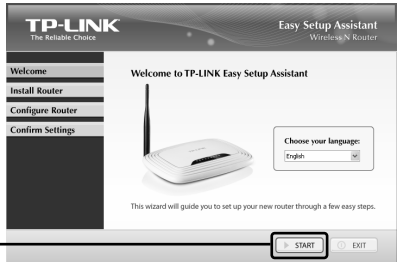 TP-LINK
The Reliable Choice
Easy Setup Assistant
Wireless N Router
Welcome
Install Router
Configure Router
Confirm Settings
Welcome to TP-LINK Easy Setup Assistant
Choose your language:
English
This wizard will guide you to set up your new router through a few easy steps.
START
EXIT